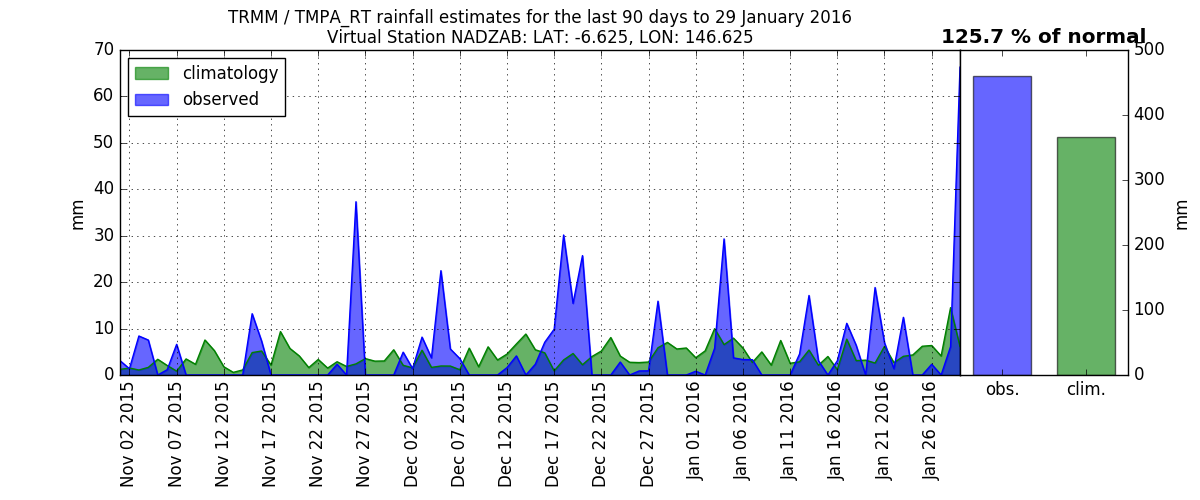 TRMM / TMPA_RT rainfall estimates for the last 90 days to 29 January 2016
Virtual Station NADZAB: LAT: -6.625, LON: 146.625
125.7 % of normal
climatology
observed
70
60
50
40
30
20
10
0
mm
Nov 02 2015
Nov 07 2015
Nov 12 2015
Nov 17 2015
Nov 22 2015
Nov 27 2015
Dec 02 2015
Dec 07 2015
Dec 12 2015
Dec 17 2015
Dec 22 2015
Dec 27 2015
Jan 01 2016
Jan 06 2016
Jan 11 2016
Jan 16 2016
Jan 21 2016
Jan 26 2016
obs.
clim.
500
400
300
200
100
0
mm